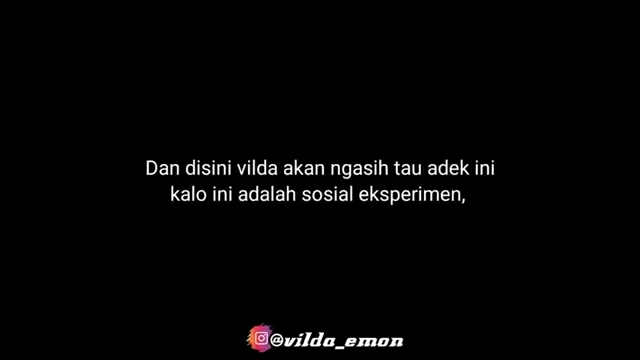 Dan disini vilda akan ngasih tau adek ini
kalo ini adalah sosial eksperimen,
@vilda_emon